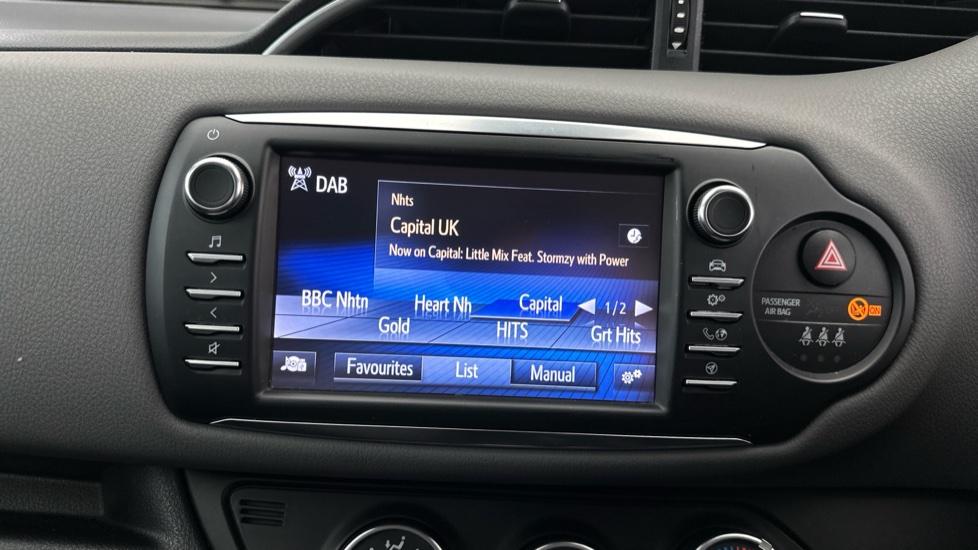 DAB
Nhts
Capital UK
Now on Capital: Little Mix Feat. Stormzy with Power
BBC Nhtn Heart Nh Capital 1/2
Gold HITS Grt Hits
Favourites List Manual
PASSENGER
AIR BAG
ON